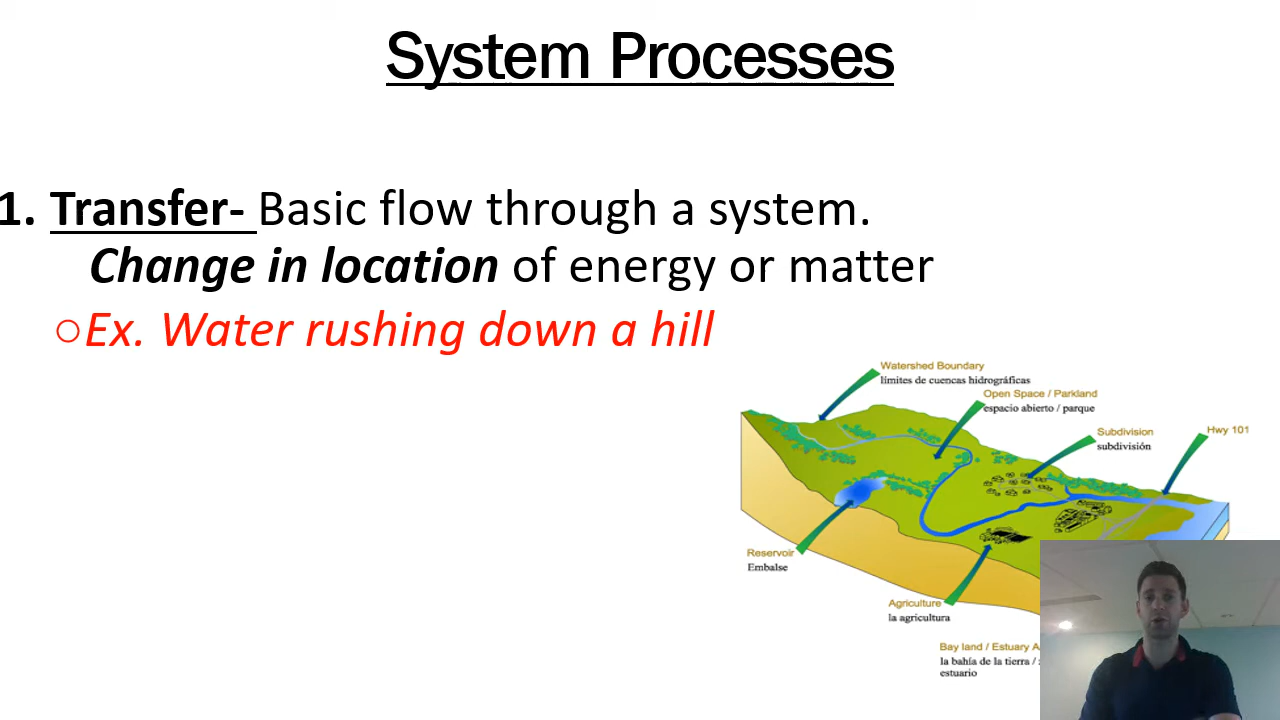 System Processes
1. Transfer- Basic flow through a system.
Change in location of energy or matter
○Ex. Water rushing down a hill
Watershed Boundary
límites de cuencas hidrográficas
Open Space / Parkland
espacio abierto / parque
Subdivision
subdivisión
Hwy 101
Reservoir
Embalse
Agriculture
la agricultura
Bay land / Estuary A
la bahía de la tierra /
estuario